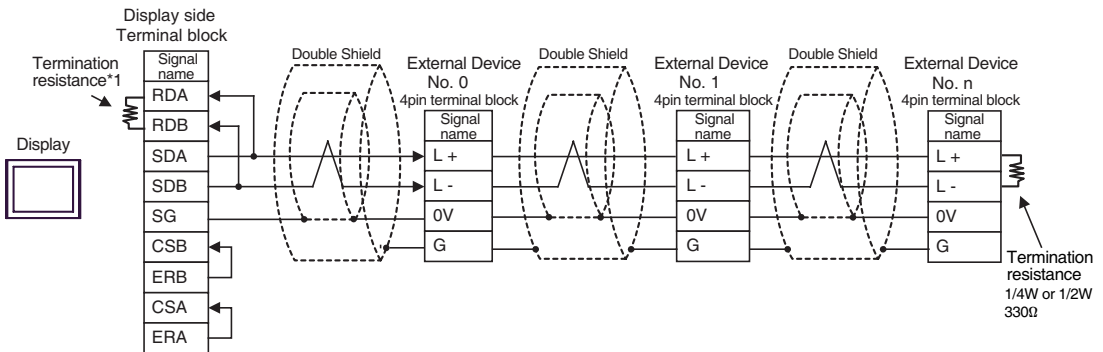 Display side
Terminal block
Termination
resistance*1
Display
Signal
name
RDA
RDB
SDA
SDB
SG
CSB
ERB
CSA
ERA
Double Shield
External Device
No. 0
4pin terminal block
Signal
name
L +
L -
0V
G
Double Shield
External Device
No. 1
4pin terminal block
Signal
name
L +
L -
0V
G
Double Shield
External Device
No. n
4pin terminal block
Signal
name
L +
L -
0V
G
Termination
resistance
1/4W or 1/2W
330Ω